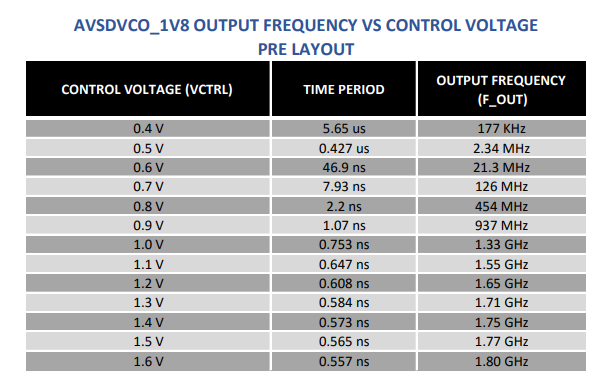 AVSDVCO_1V8 OUTPUT FREQUENCY VS CONTROL VOLTAGE
PRE LAYOUT
CONTROL VOLTAGE (VCTRL) TIME PERIOD OUTPUT FREQUENCY (F_OUT)
0.4 V 5.65 us 177 KHz
0.5 V 0.427 us 2.34 MHz
0.6 V 46.9 ns 21.3 MHz
0.7 V 7.93 ns 126 MHz
0.8 V 2.2 ns 454 MHz
0.9 V 1.07 ns 937 MHz
1.0 V 0.753 ns 1.33 GHz
1.1 V 0.647 ns 1.55 GHz
1.2 V 0.608 ns 1.65 GHz
1.3 V 0.584 ns 1.71 GHz
1.4 V 0.573 ns 1.75 GHz
1.5 V 0.565 ns 1.77 GHz
1.6 V 0.557 ns 1.80 GHz